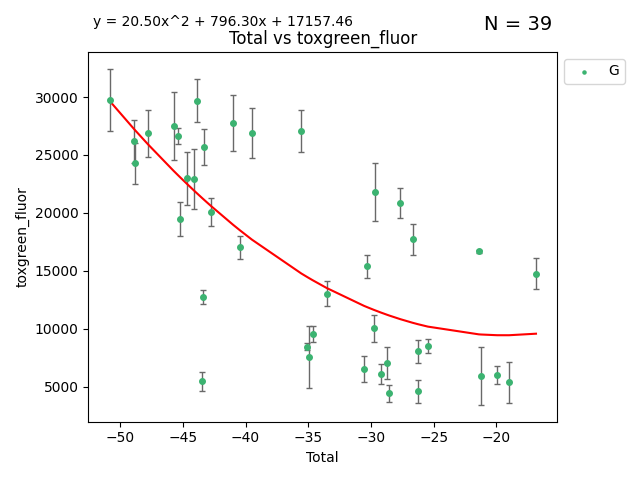 y = 20.50x^2 + 796.30x + 17157.46
N = 39
Total vs toxgreen_fluor
G
30000
25000
20000
15000
10000
5000
toxgreen_fluor
−50
−45
−40
−35
−30
−25
−20
Total